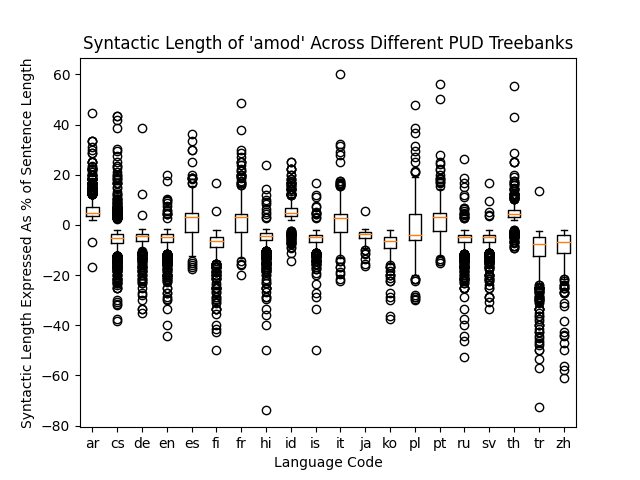 Syntactic Length of 'amod' Across Different PUD Treebanks
Syntactic Length Expressed As % of Sentence Length
60
40
20
0
−20
−40
−60
−80
ar cs de en es fi fr hi id is it ja ko pl pt ru sv th tr zh
Language Code